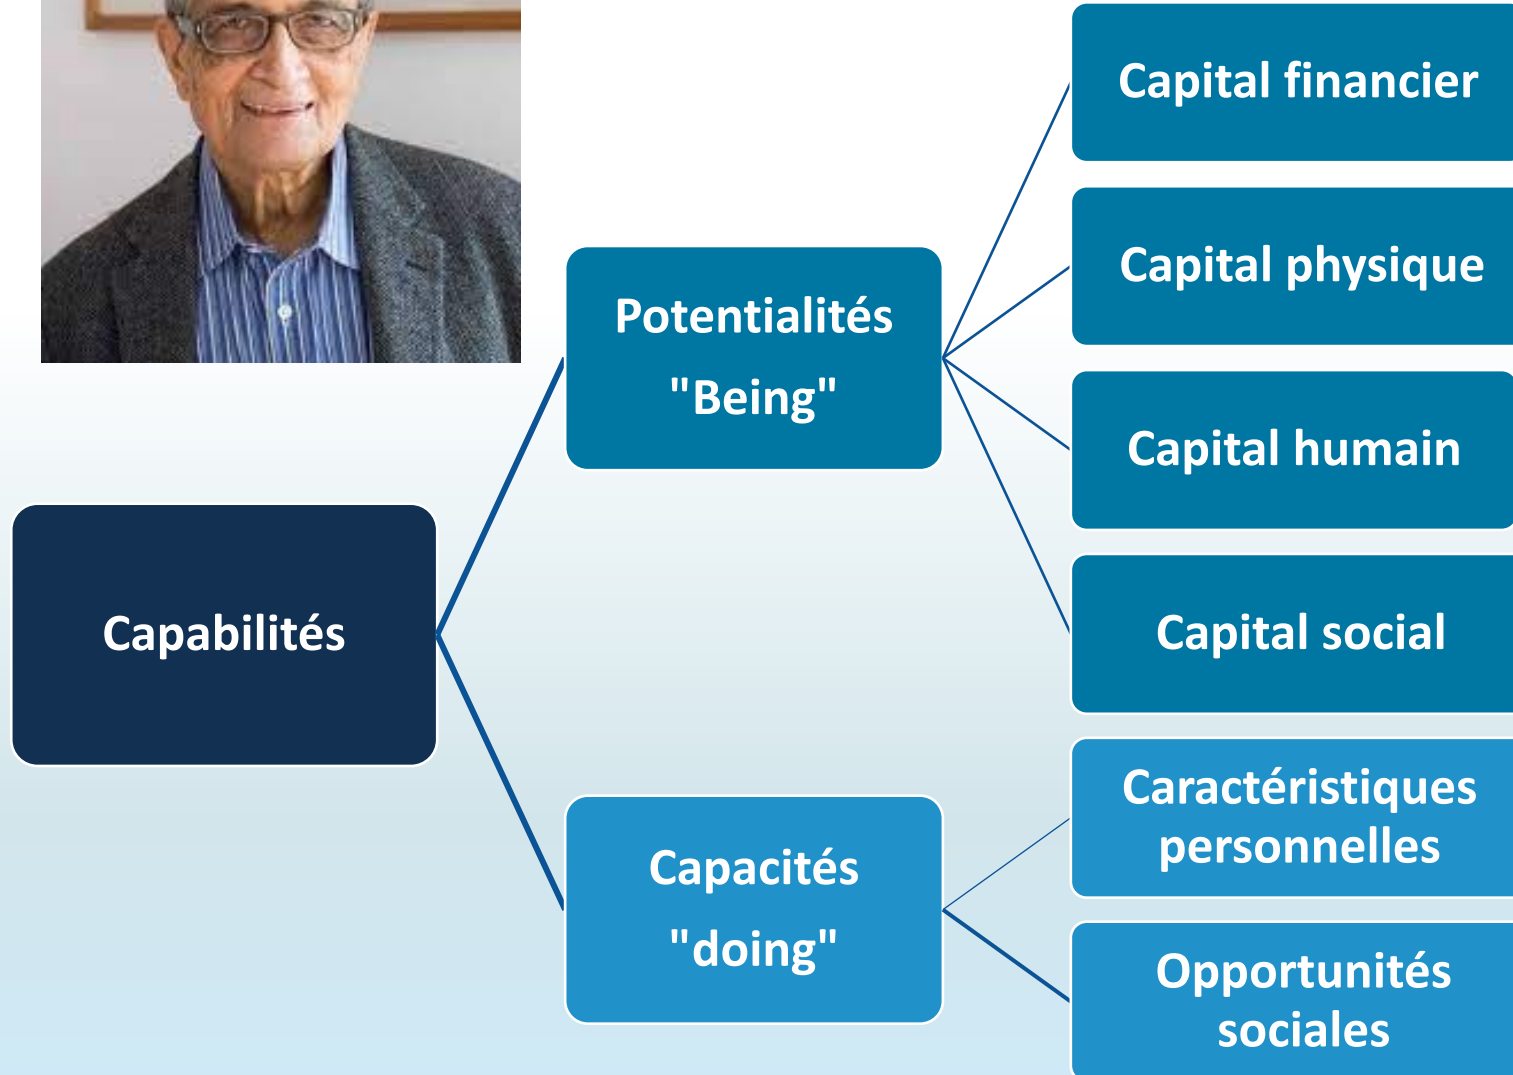 Capabilités
Potentialités
"Being"
Capital financier
Capital physique
Capital humain
Capital social
Capacités
"doing"
Caractéristiques
personnelles
Opportunités
sociales